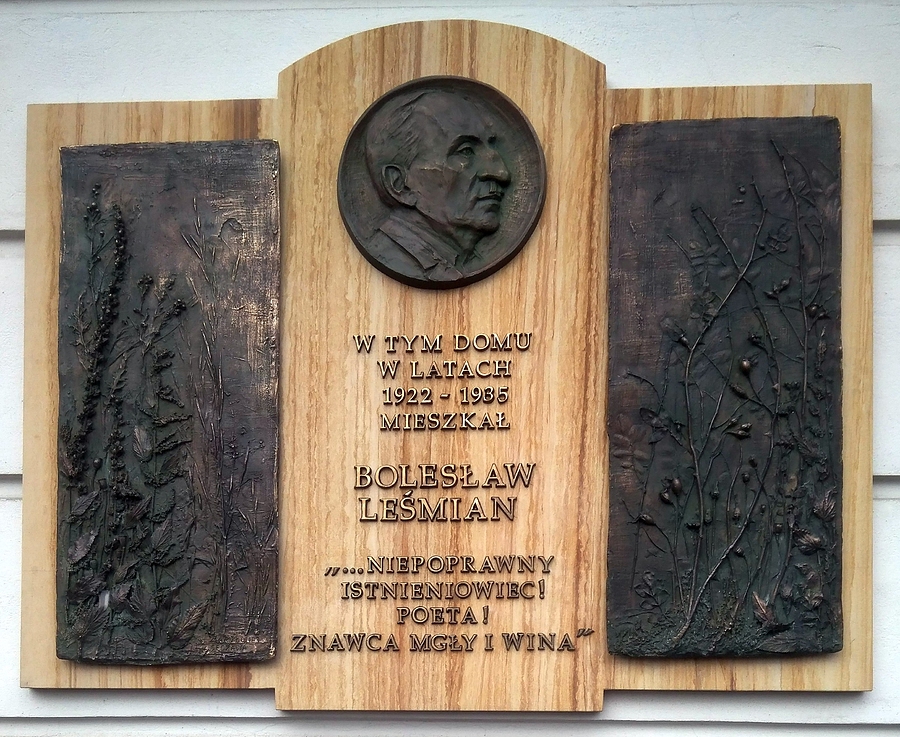 W TYM DOMU
W LATACH
1922 - 1935
MIESZKAŁ
BOLESŁAW
LEŚMIAN
„...NIEPOPRAWNY
ISTNIENIOWIEC!
POETA!
ZNAWCA MGŁY I WINA”